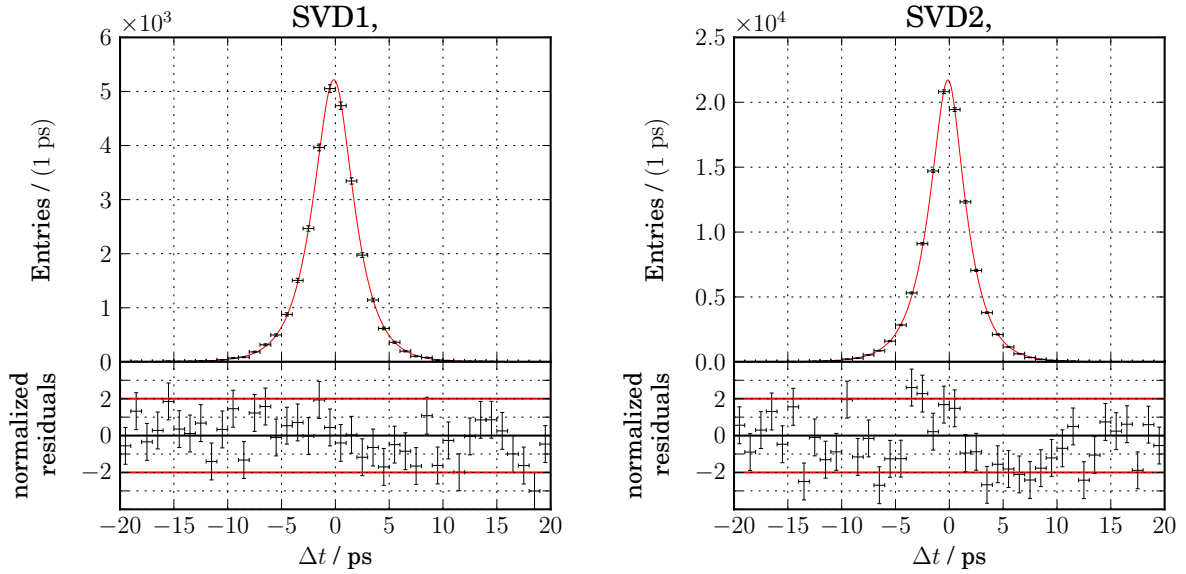 SVD1,
×10³
6
5
4
3
2
1
0
Entries / (1 ps)
2
0
−2
normalized
residuals
−20 −15 −10 −5 0 5 10 15 20
Δt / ps
SVD2,
×10⁴
2.5
2.0
1.5
1.0
0.5
0.0
Entries / (1 ps)
2
0
−2
normalized
residuals
−20 −15 −10 −5 0 5 10 15 20
Δt / ps